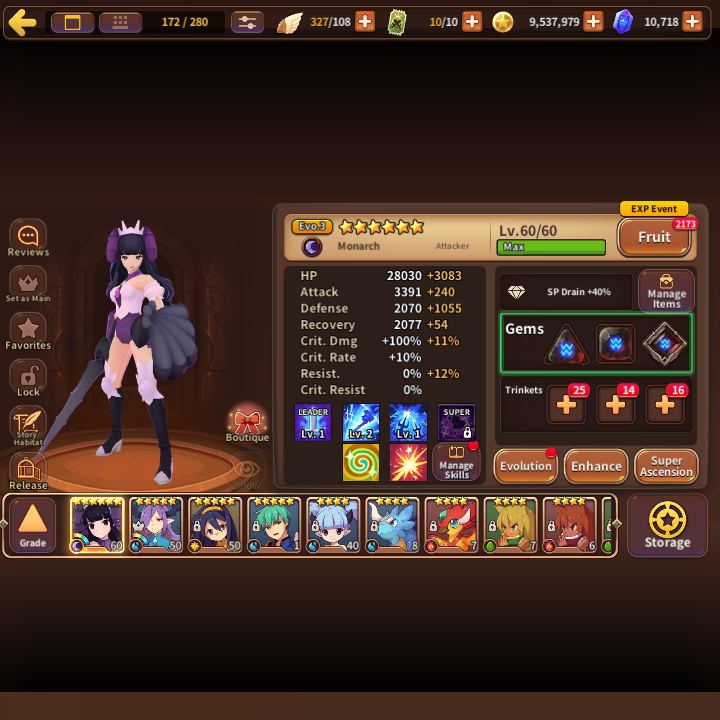 172 / 280
327/108
10/10
9,537,979
10,718
EXP Event
Evo.3
Monarch
Attacker
Lv.60/60
Max
Fruit
2173
Reviews
Set as Main
Favorites
Lock
Story/
Habitat
Release
Boutique
Show
HP 28030 +3083
Attack 3391 +240
Defense 2070 +1055
Recovery 2077 +54
Crit. Dmg +100% +11%
Crit. Rate +10%
Resist. 0% +12%
Crit. Resist 0%
LEADER
Lv. 1
Lv. 2
Lv. 1
SUPER
Manage
Skills
SP Drain +40%
Manage
Items
Gems
Trinkets
25
14
16
Evolution
Enhance
Super
Ascension
Grade
60
50
50
1
40
8
7
7
6
Storage